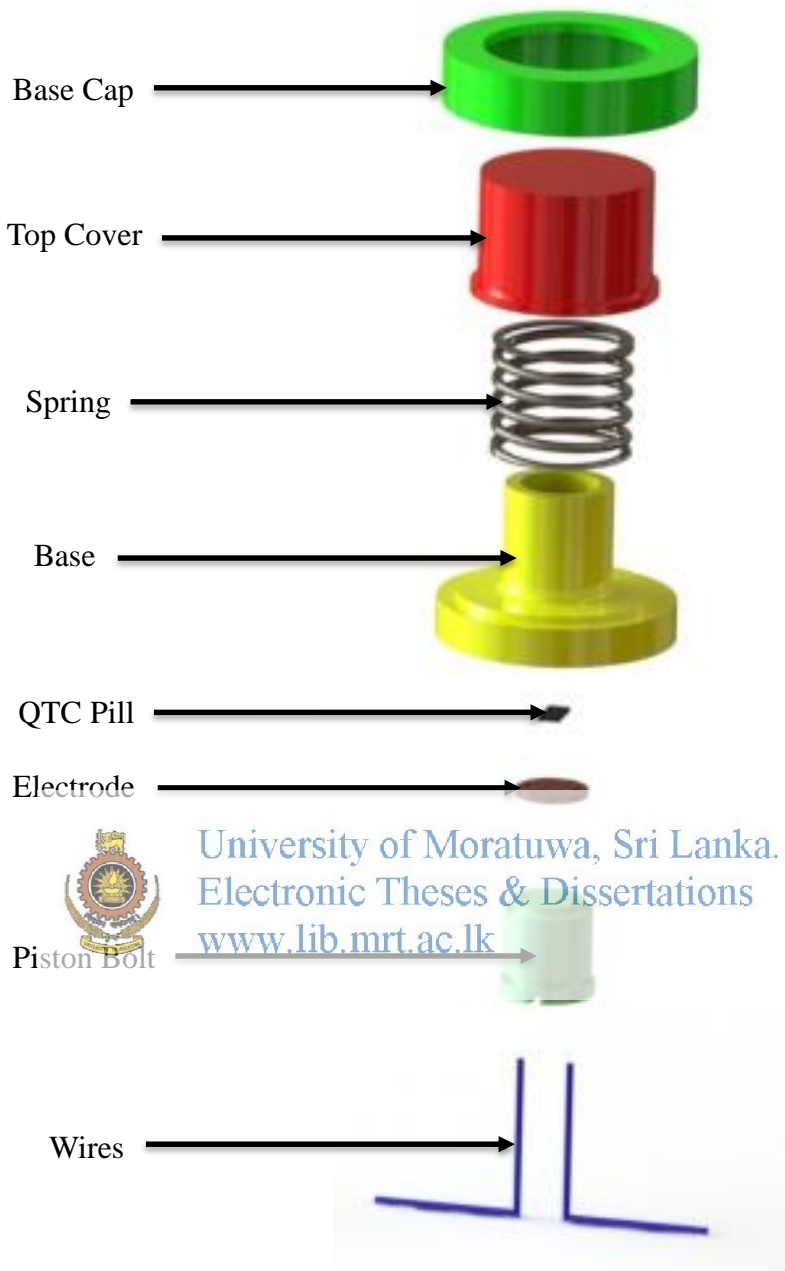 Base Cap
Top Cover
Spring
Base
QTC Pill
Electrode
University of Moratuwa, Sri Lanka.
Electronic Theses & Dissertations
www.lib.mrt.ac.lk
Piston Bolt
Wires